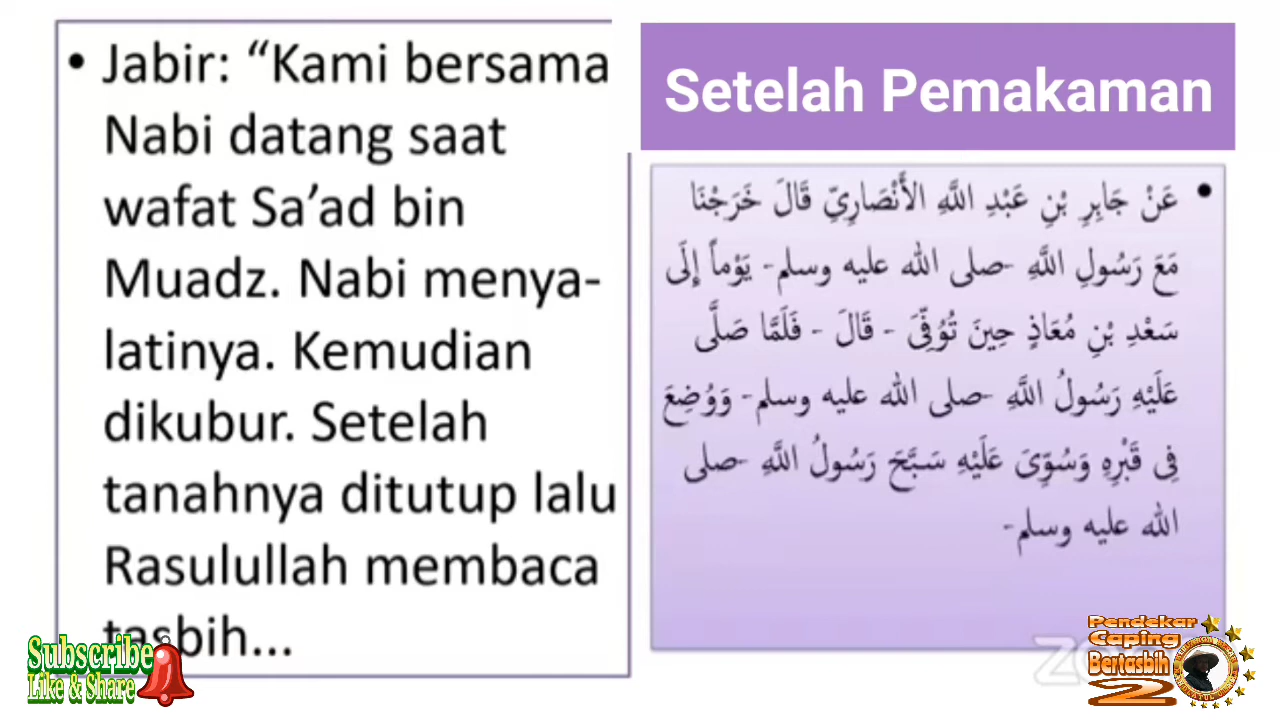 • Jabir: “Kami bersama
Nabi datang saat
wafat Sa’ad bin
Muadz. Nabi menya-
latinya. Kemudian
dikubur. Setelah
tanahnya ditutup lalu
Rasulullah membaca
tasbih...
Setelah Pemakaman
• عَنْ جَابِرِ بْنِ عَبْدِ اللَّهِ الأَنْصَارِيِّ قَالَ خَرَجْنَا
مَعَ رَسُولِ اللَّهِ -صلى الله عليه وسلم- يَوْماً إِلَى
سَعْدِ بْنِ مُعَاذٍ حِينَ تُوُفِّىَ - قَالَ - فَلَمَّا صَلَّى
عَلَيْهِ رَسُولُ اللَّهِ -صلى الله عليه وسلم- وَوُضِعَ
فِى قَبْرِهِ وَسُوِّىَ عَلَيْهِ سَبَّحَ رَسُولُ اللَّهِ -صلى
الله عليه وسلم-
Subscribe
Like & Share
Pendekar
Caping
Bertasbih
2